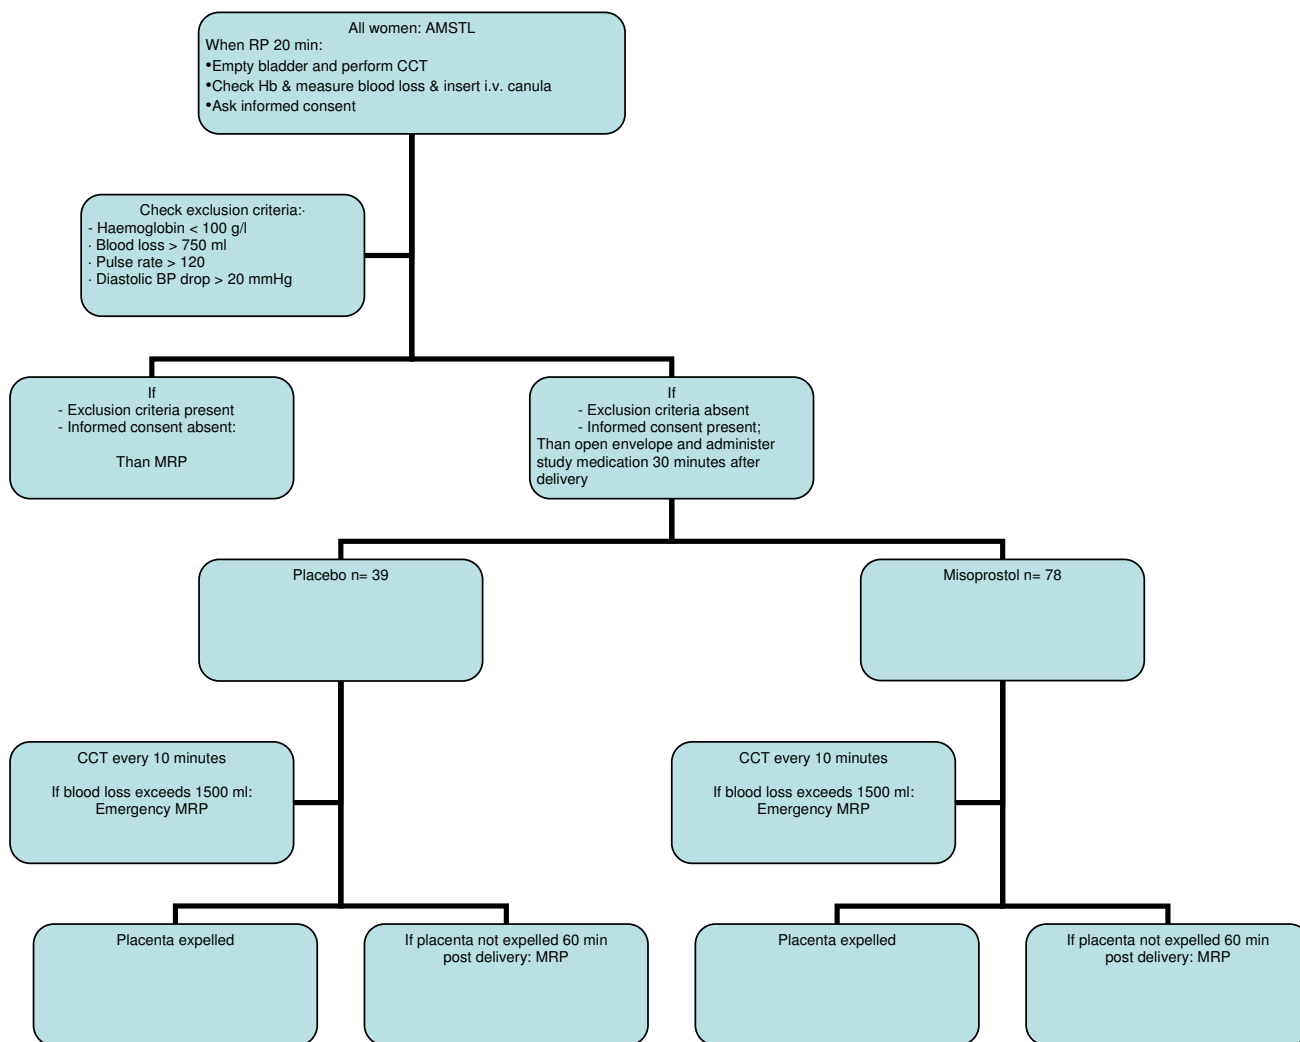 All women: AMSTL
When RP 20 min:
•Empty bladder and perform CCT
•Check Hb & measure blood loss & insert i.v. canula
•Ask informed consent
Check exclusion criteria:·
- Haemoglobin < 100 g/l
· Blood loss > 750 ml
· Pulse rate > 120
· Diastolic BP drop > 20 mmHg
If
- Exclusion criteria present
- Informed consent absent:
Than MRP
If
- Exclusion criteria absent
- Informed consent present;
Than open envelope and administer
study medication 30 minutes after
delivery
Placebo n= 39
Misoprostol n= 78
CCT every 10 minutes
If blood loss exceeds 1500 ml:
Emergency MRP
CCT every 10 minutes
If blood loss exceeds 1500 ml:
Emergency MRP
Placenta expelled
If placenta not expelled 60 min
post delivery: MRP
Placenta expelled
If placenta not expelled 60 min
post delivery: MRP